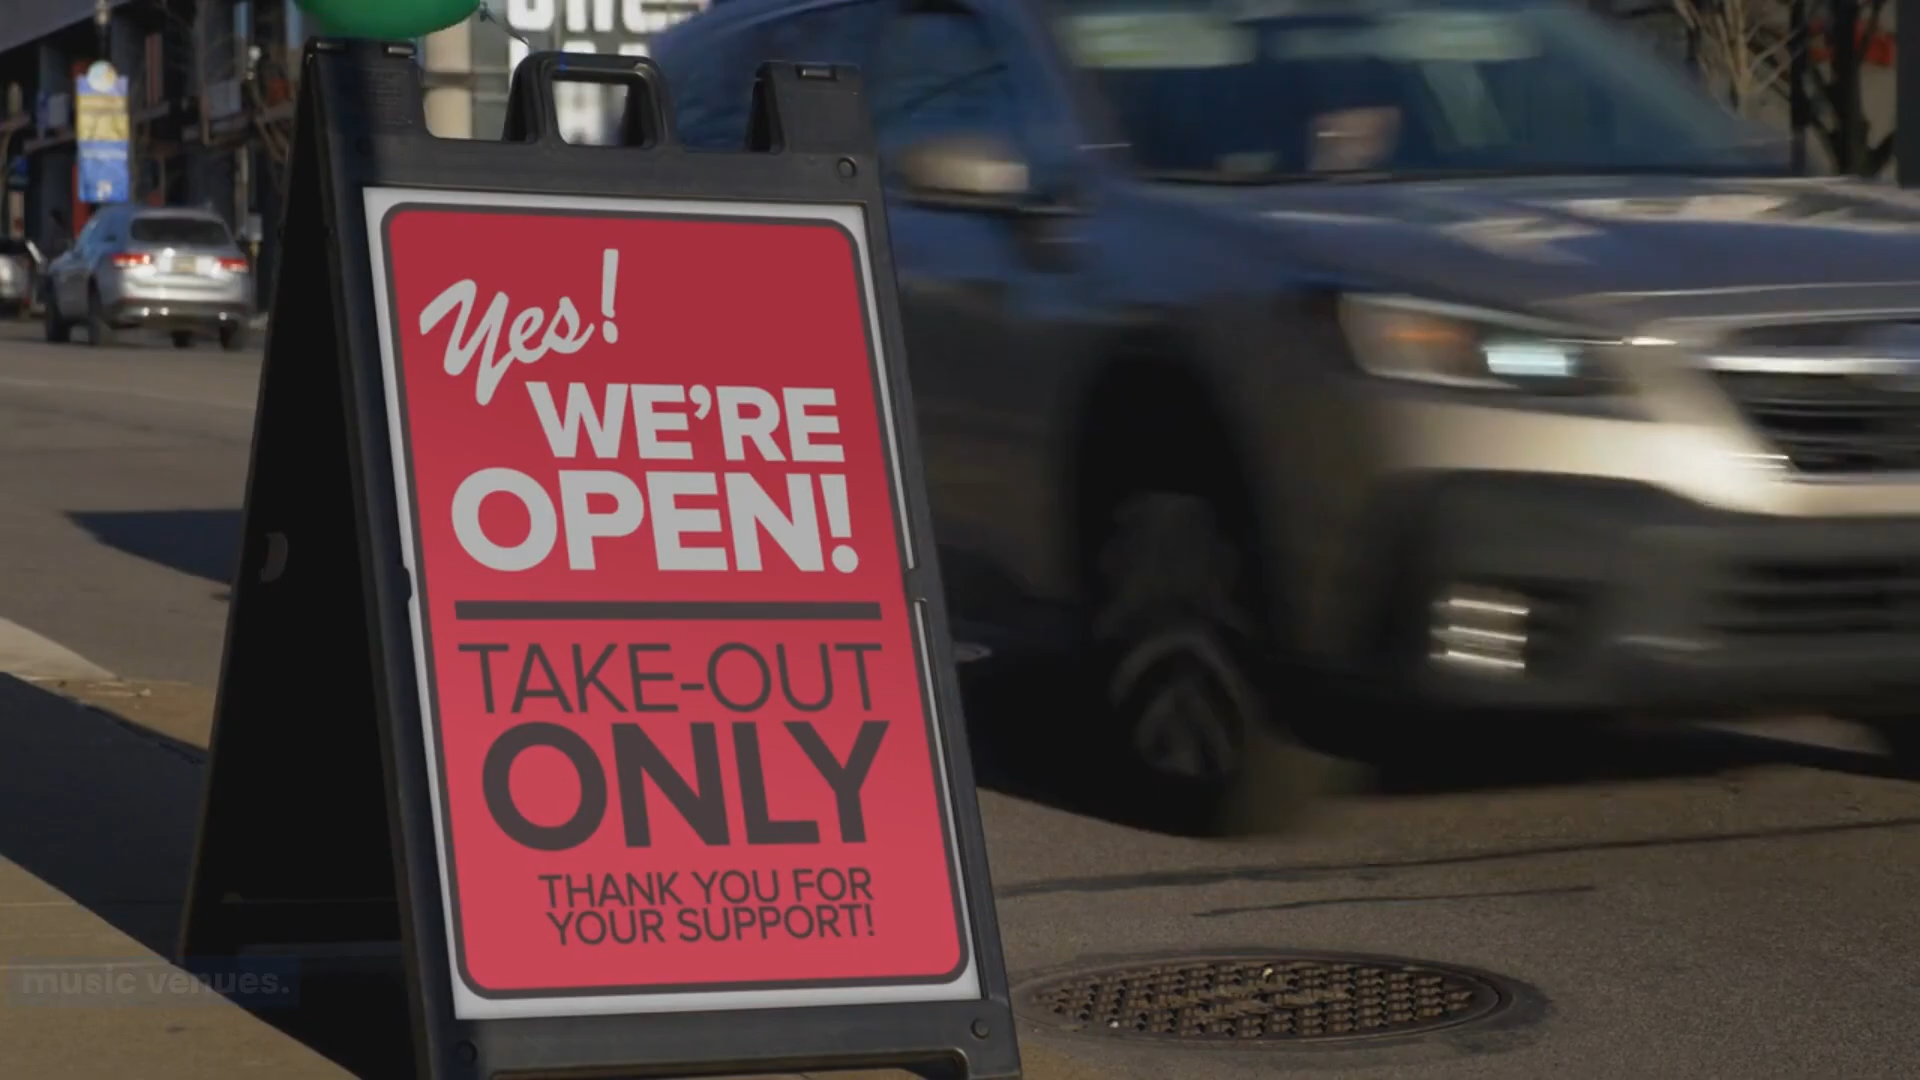 Yes!
WE'RE
OPEN!
TAKE-OUT
ONLY
THANK YOU FOR
YOUR SUPPORT!
music venues.